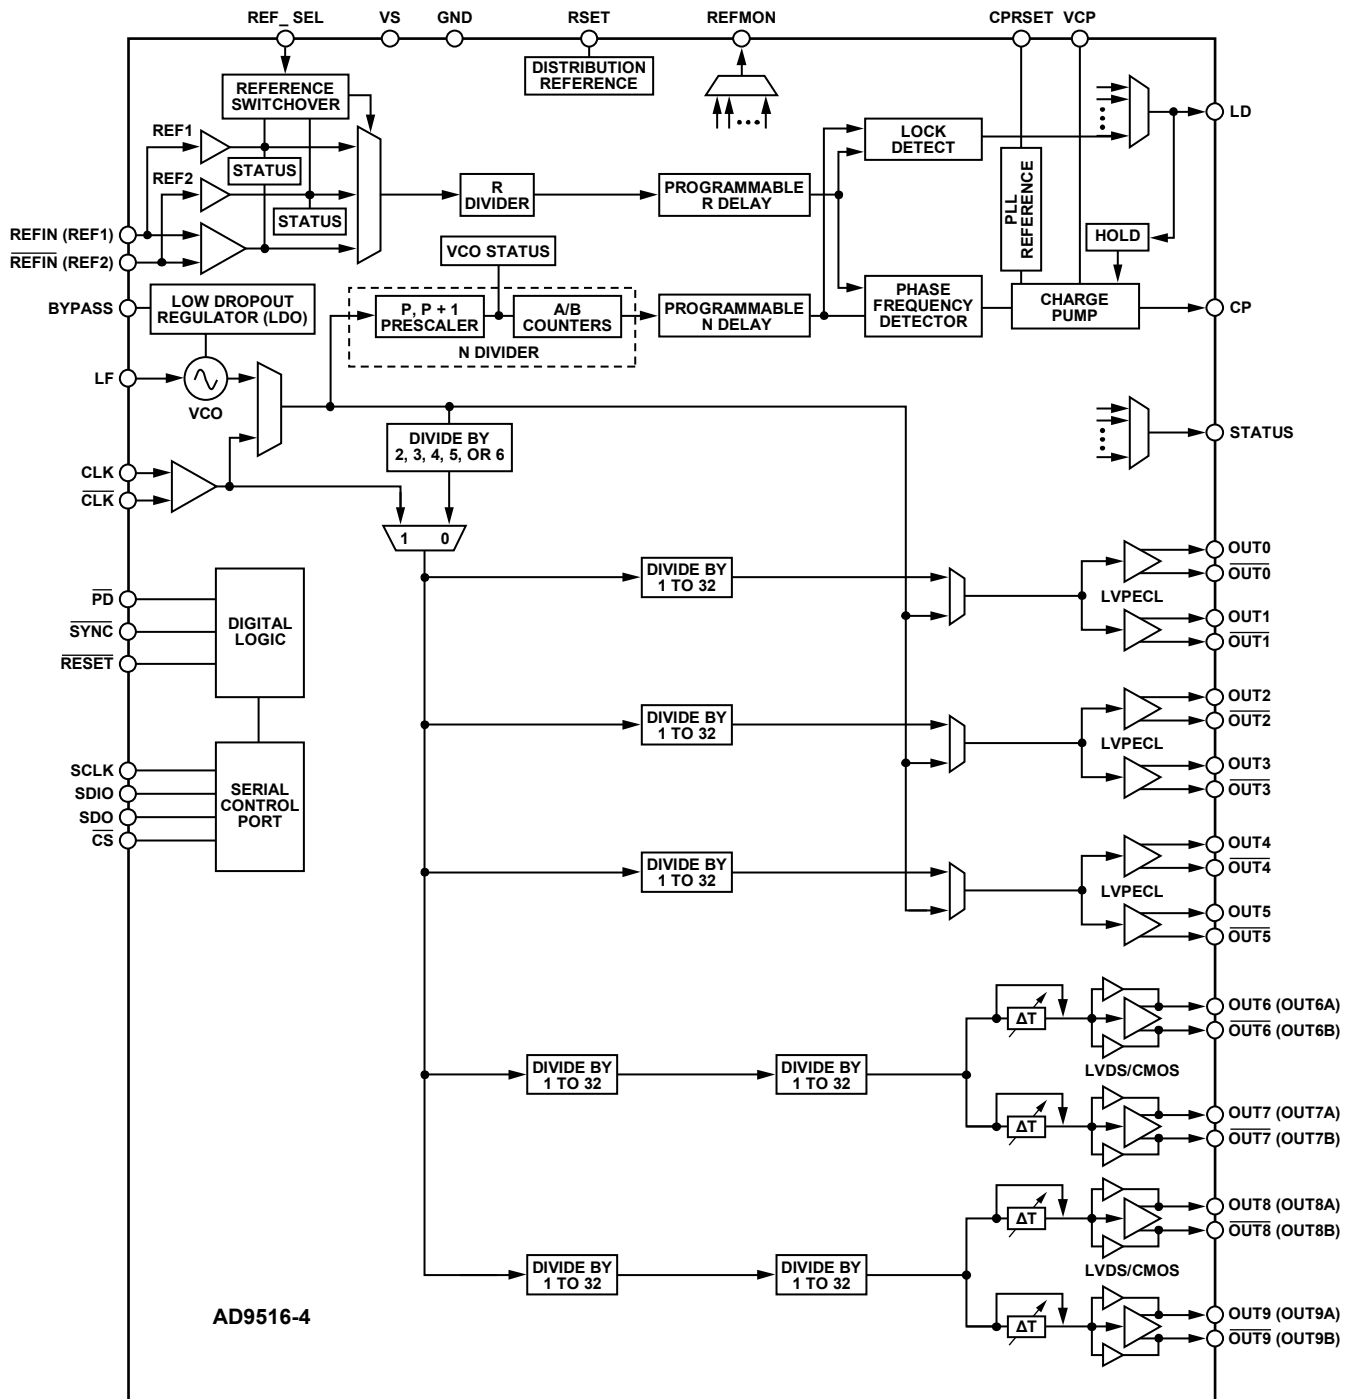 REF_ SEL VS GND RSET REFMON CPRSET VCP
DISTRIBUTION
REFERENCE
REFERENCE
SWITCHOVER
LD
REF1
LOCK
DETECT
STATUS
REF2
R
DIVIDER
PROGRAMMABLE
R DELAY
PLL
REFERENCE
STATUS
REFIN (REF1)
HOLD
REFIN (REF2)
VCO STATUS
BYPASS
LOW DROPOUT
REGULATOR (LDO)
P, P + 1
PRESCALER
A/B
COUNTERS
PROGRAMMABLE
N DELAY
PHASE
FREQUENCY
DETECTOR
CHARGE
PUMP
CP
N DIVIDER
LF
VCO
STATUS
DIVIDE BY
2, 3, 4, 5, OR 6
CLK
CLK
1 0
OUT0
DIVIDE BY
1 TO 32
OUT0
PD
LVPECL
DIGITAL
LOGIC
OUT1
SYNC
OUT1
RESET
OUT2
DIVIDE BY
1 TO 32
OUT2
LVPECL
SCLK
OUT3
SDIO
SERIAL
CONTROL
PORT
OUT3
SDO
CS
OUT4
DIVIDE BY
1 TO 32
OUT4
LVPECL
OUT5
OUT5
OUT6 (OUT6A)
ΔT
OUT6 (OUT6B)
DIVIDE BY
1 TO 32
DIVIDE BY
1 TO 32
LVDS/CMOS
OUT7 (OUT7A)
ΔT
OUT7 (OUT7B)
OUT8 (OUT8A)
ΔT
OUT8 (OUT8B)
DIVIDE BY
1 TO 32
DIVIDE BY
1 TO 32
LVDS/CMOS
AD9516-4
OUT9 (OUT9A)
ΔT
OUT9 (OUT9B)